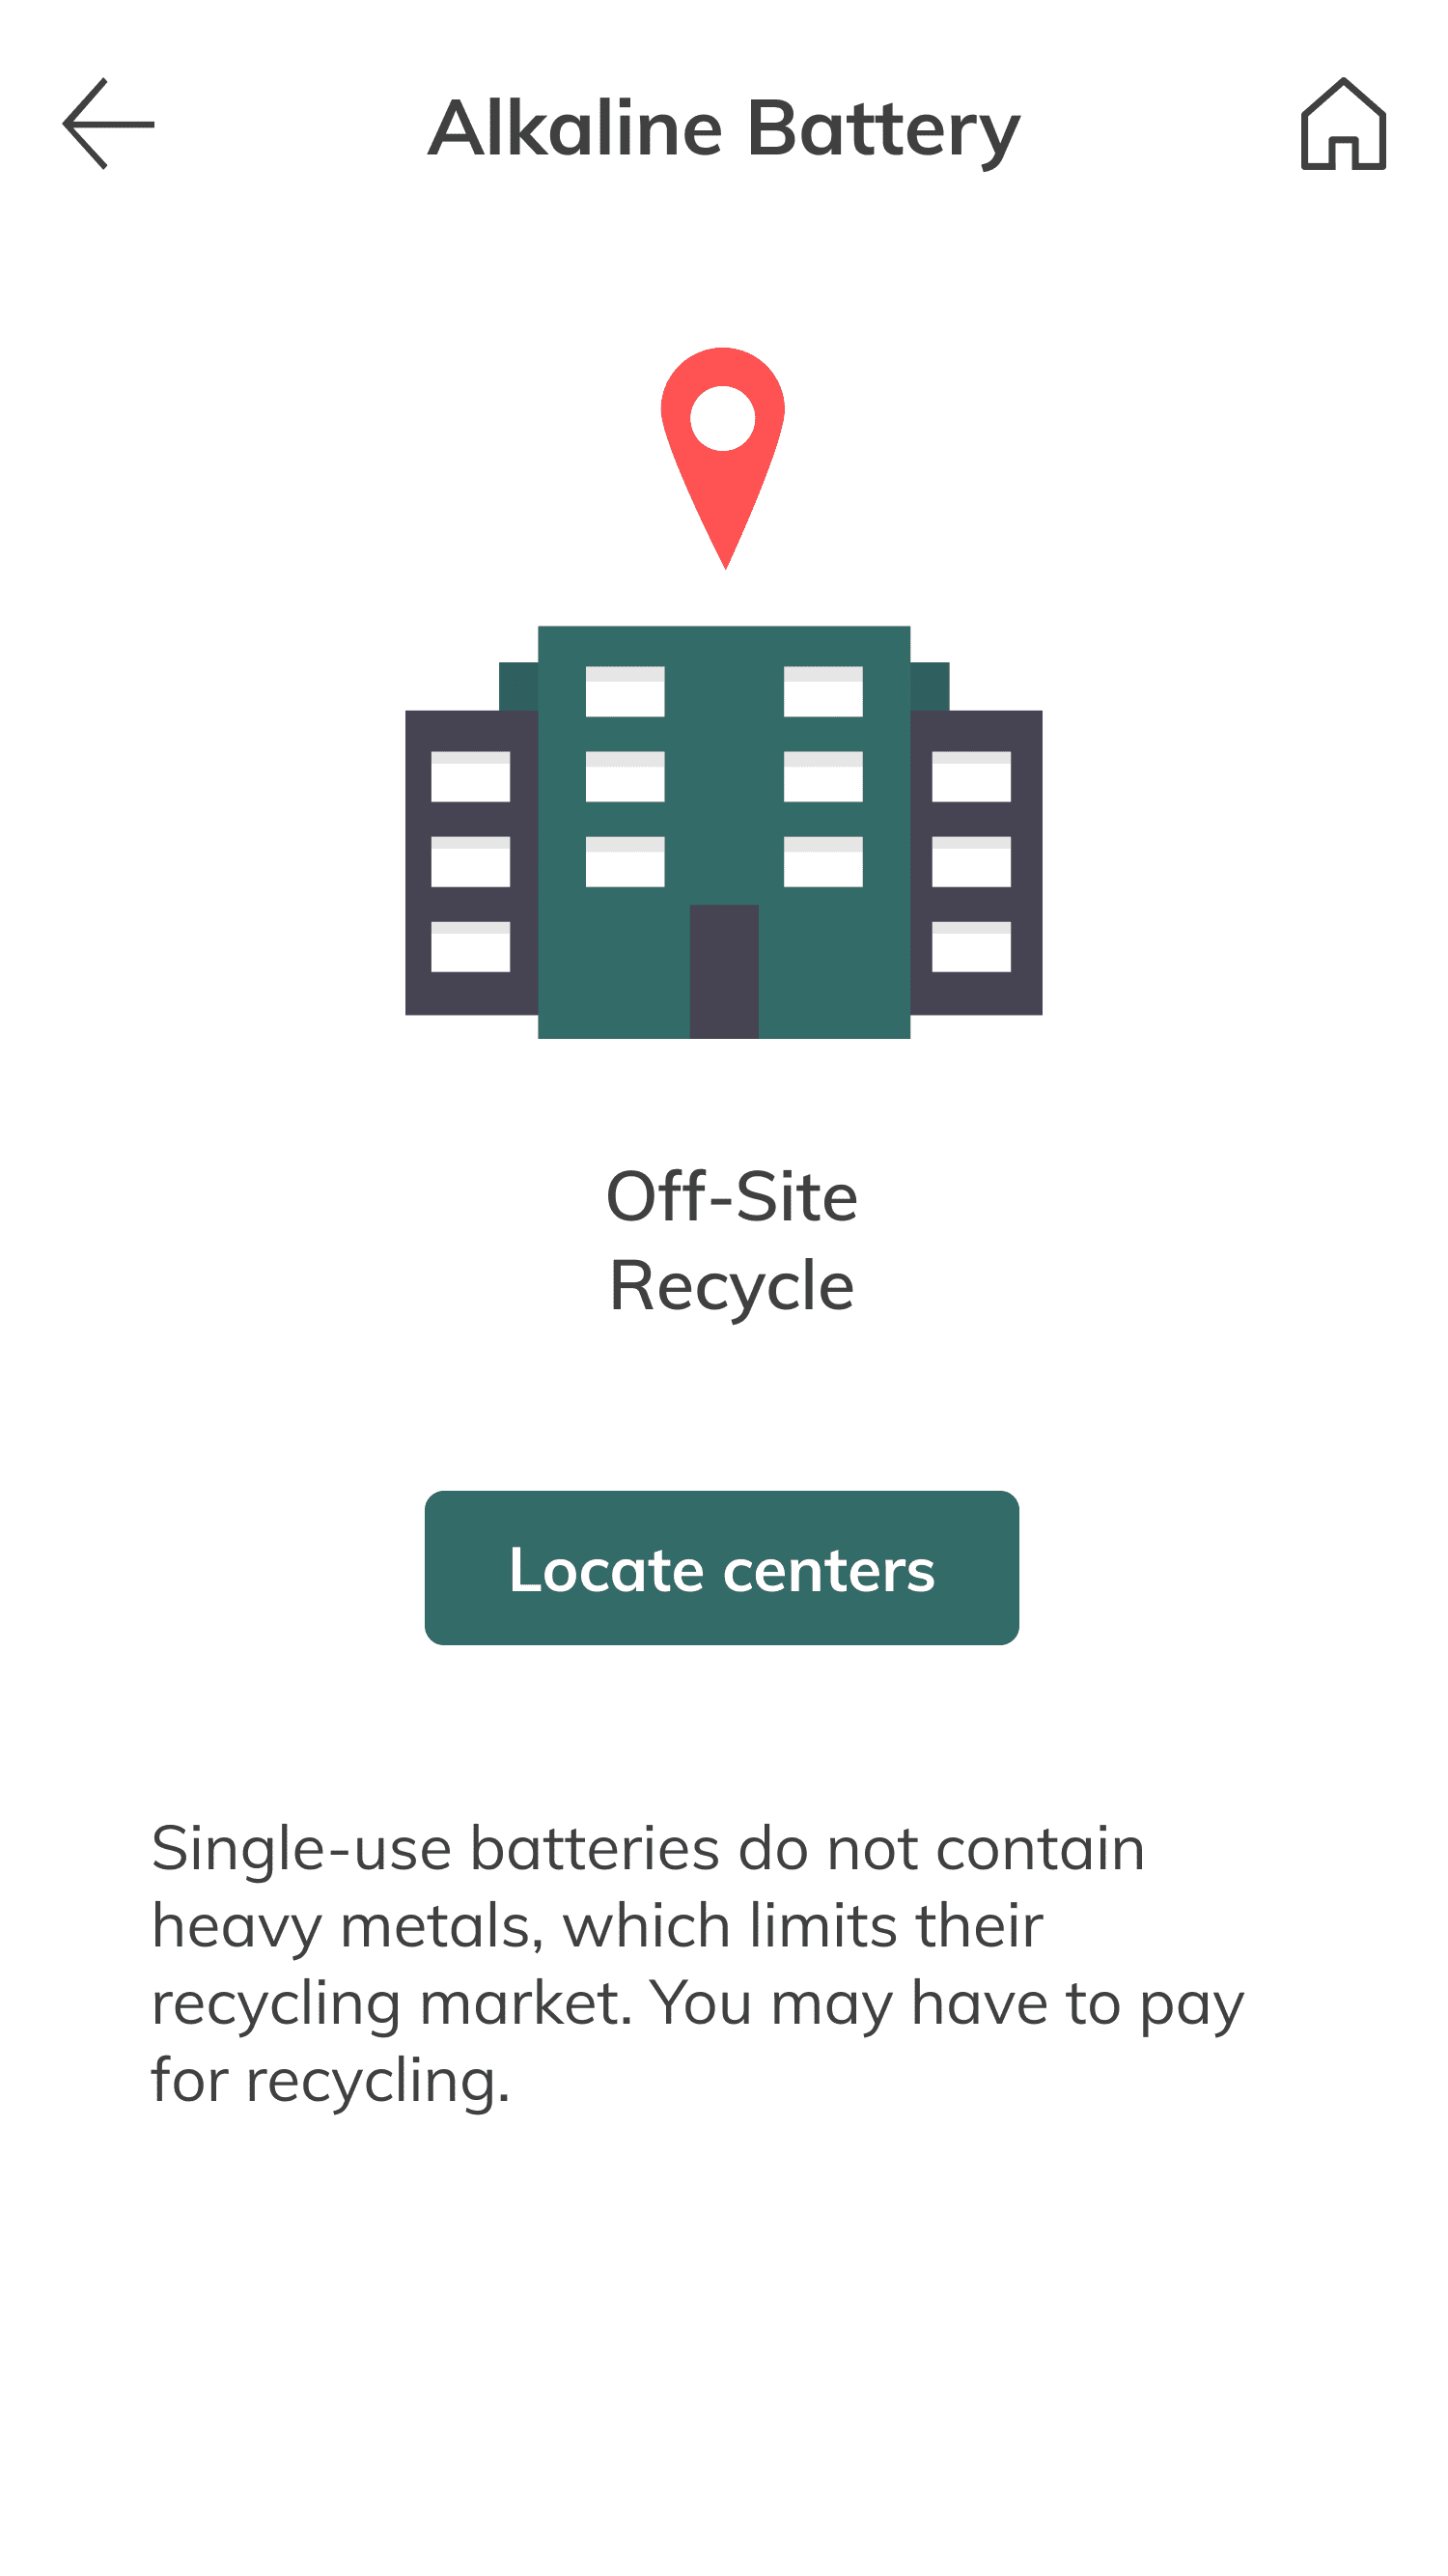 Alkaline Battery
Off-Site
Recycle
Locate centers
Single-use batteries do not contain
heavy metals, which limits their
recycling market. You may have to pay
for recycling.